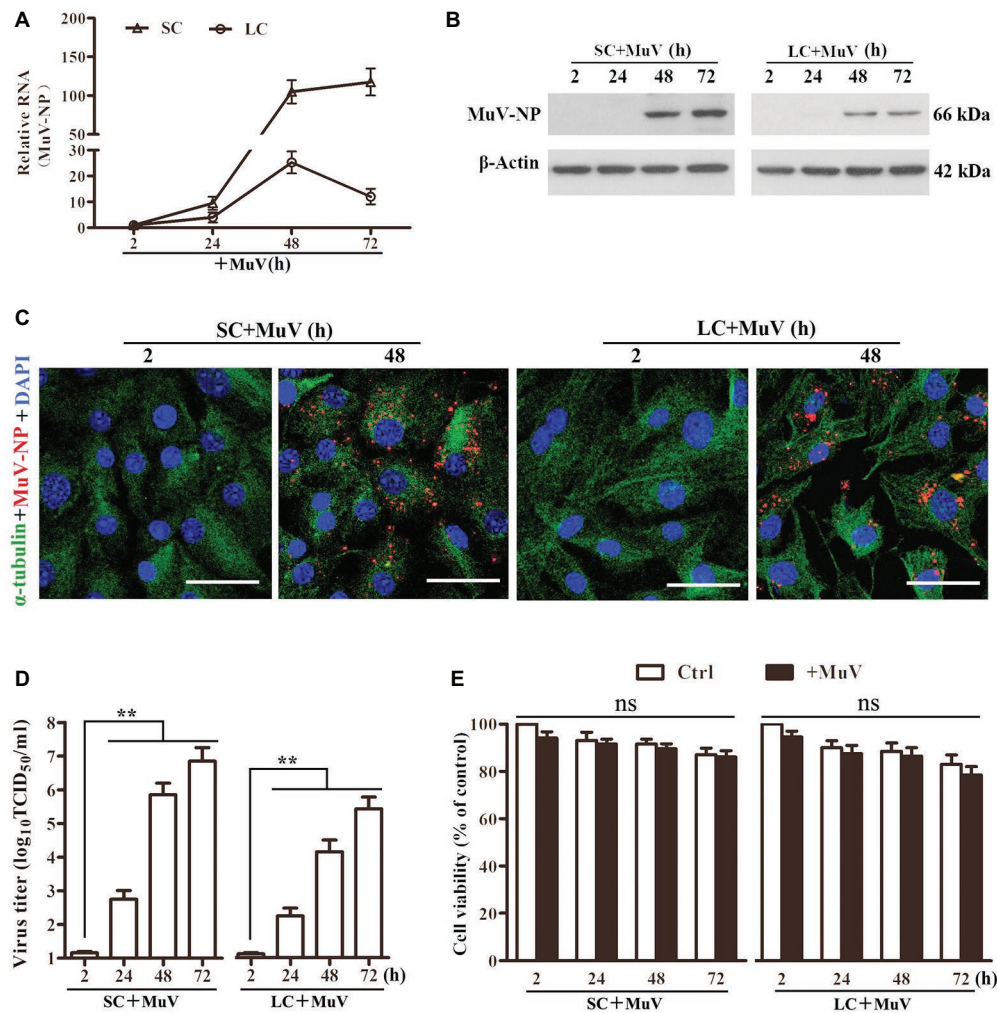 A
SC LC
Relative RNA
(MuV-NP)
200
150
100
50
30
20
10
0
2 24 48 72
+MuV(h)
B
SC+MuV (h) LC+MuV (h)
2 24 48 72 2 24 48 72
MuV-NP 66 kDa
β-Actin 42 kDa
C
SC+MuV (h) LC+MuV (h)
2 48 2 48
α-tubulin+MuV-NP+DAPI
D
Virus titer (log10TCID50/ml)
8
7
6
5
4
3
2
1
** **
2 24 48 72 2 24 48 72 (h)
SC+MuV LC+MuV
E
Ctrl +MuV
ns ns
Cell viability (% of control)
100
80
60
40
20
0
2 24 48 72 2 24 48 72 (h)
SC+MuV LC+MuV